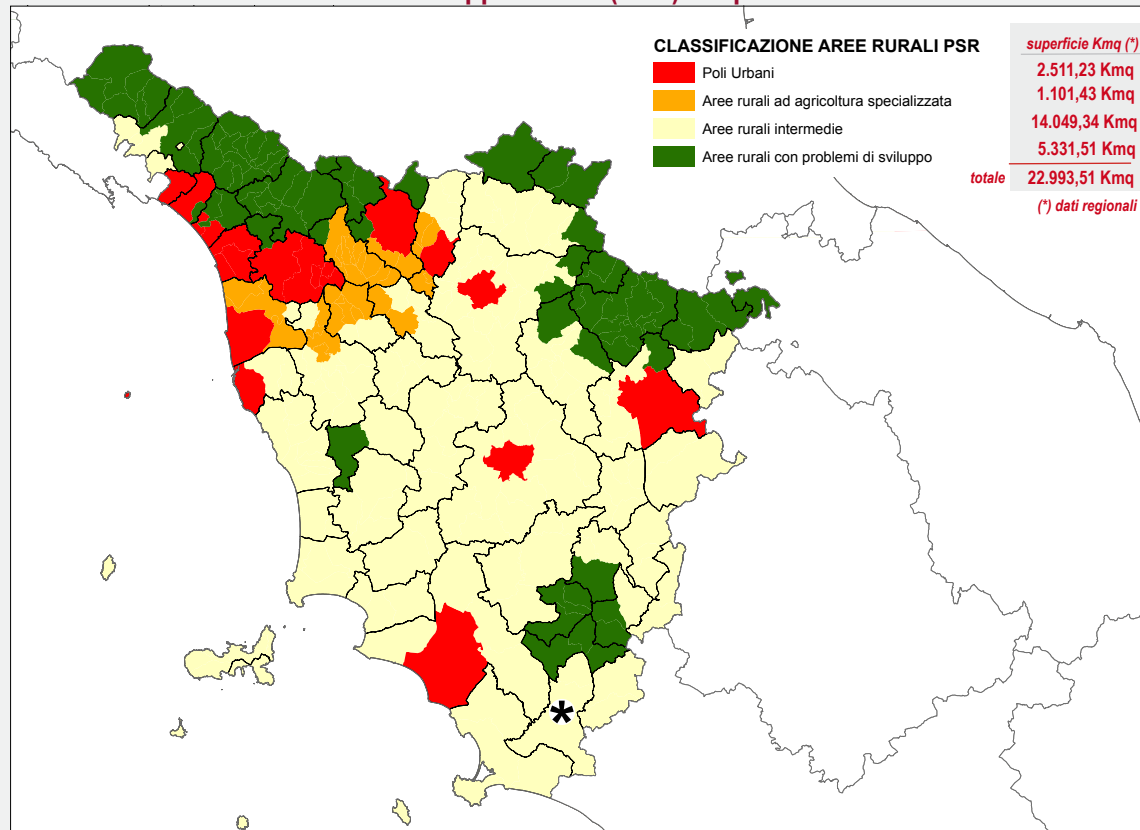 CLASSIFICAZIONE AREE RURALI PSR
superficie Kmq (*)
Poli Urbani
2.511,23 Kmq
Aree rurali ad agricoltura specializzata
1.101,43 Kmq
Aree rurali intermedie
14.049,34 Kmq
Aree rurali con problemi di sviluppo
5.331,51 Kmq
totale 22.993,51 Kmq
(*) dati regionali
*